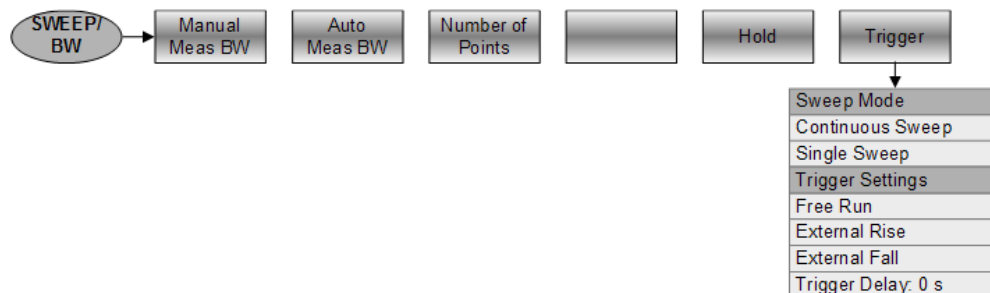 SWEEP/
BW
Manual
Meas BW
Auto
Meas BW
Number of
Points
Hold
Trigger
Sweep Mode
Continuous Sweep
Single Sweep
Trigger Settings
Free Run
External Rise
External Fall
Trigger Delay: 0 s